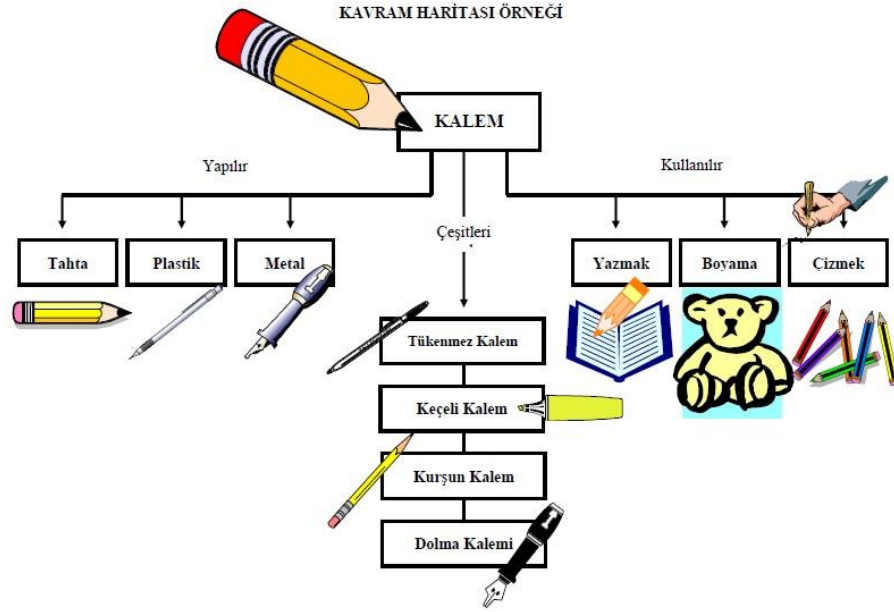 KAVRAM HARİTASI ÖRNEĞİ
KALEM
Yapılır
Kullanılır
Çeşitleri
Tahta
Plastik
Metal
Yazmak
Boyama
Çizmek
Tükenmez Kalem
Keçeli Kalem
Kurşun Kalem
Dolma Kalemi